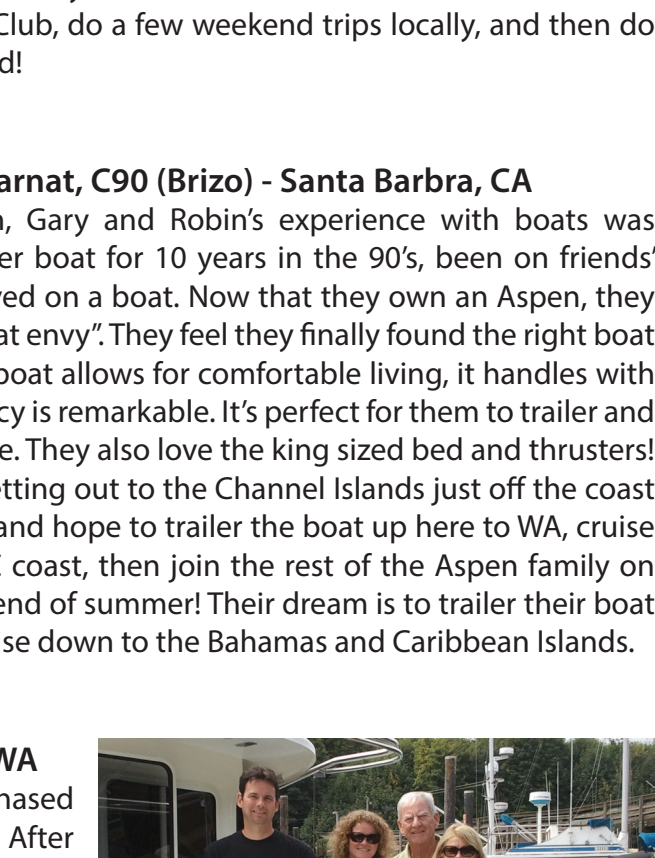 Club, do a few weekend trips locally, and then do
d!
arnat, C90 (Brizo) - Santa Barbra, CA
, Gary and Robin’s experience with boats was
er boat for 10 years in the 90’s, been on friends’
ved on a boat. Now that they own an Aspen, they
at envy”. They feel they finally found the right boat
boat allows for comfortable living, it handles with
cy is remarkable. It’s perfect for them to trailer and
e. They also love the king sized bed and thrusters!
etting out to the Channel Islands just off the coast
and hope to trailer the boat up here to WA, cruise
coast, then join the rest of the Aspen family on
end of summer! Their dream is to trailer their boat
ise down to the Bahamas and Caribbean Islands.
WA
hased
After